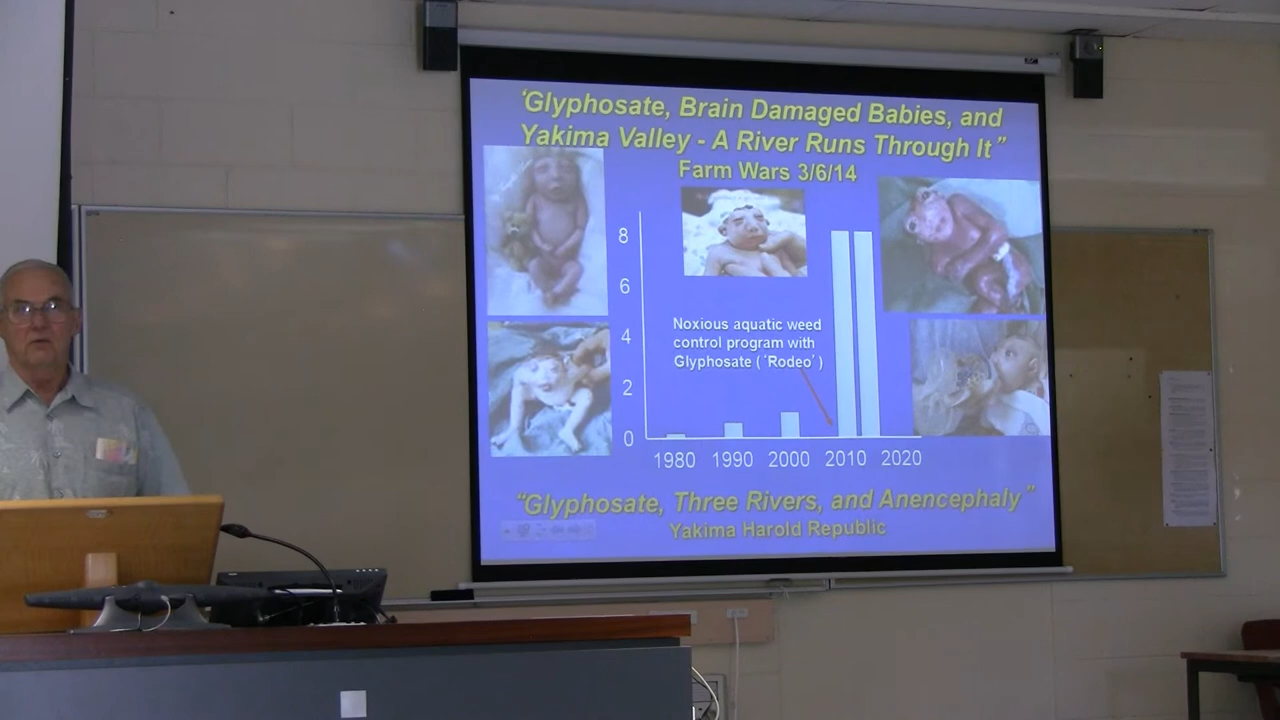 ‘Glyphosate, Brain Damaged Babies, and
Yakima Valley - A River Runs Through It”
Farm Wars 3/6/14
8
6
4
2
0
Noxious aquatic weed
control program with
Glyphosate (‘Rodeo’)
1980 1990 2000 2010 2020
“Glyphosate, Three Rivers, and Anencephaly”
Yakima Harold Republic